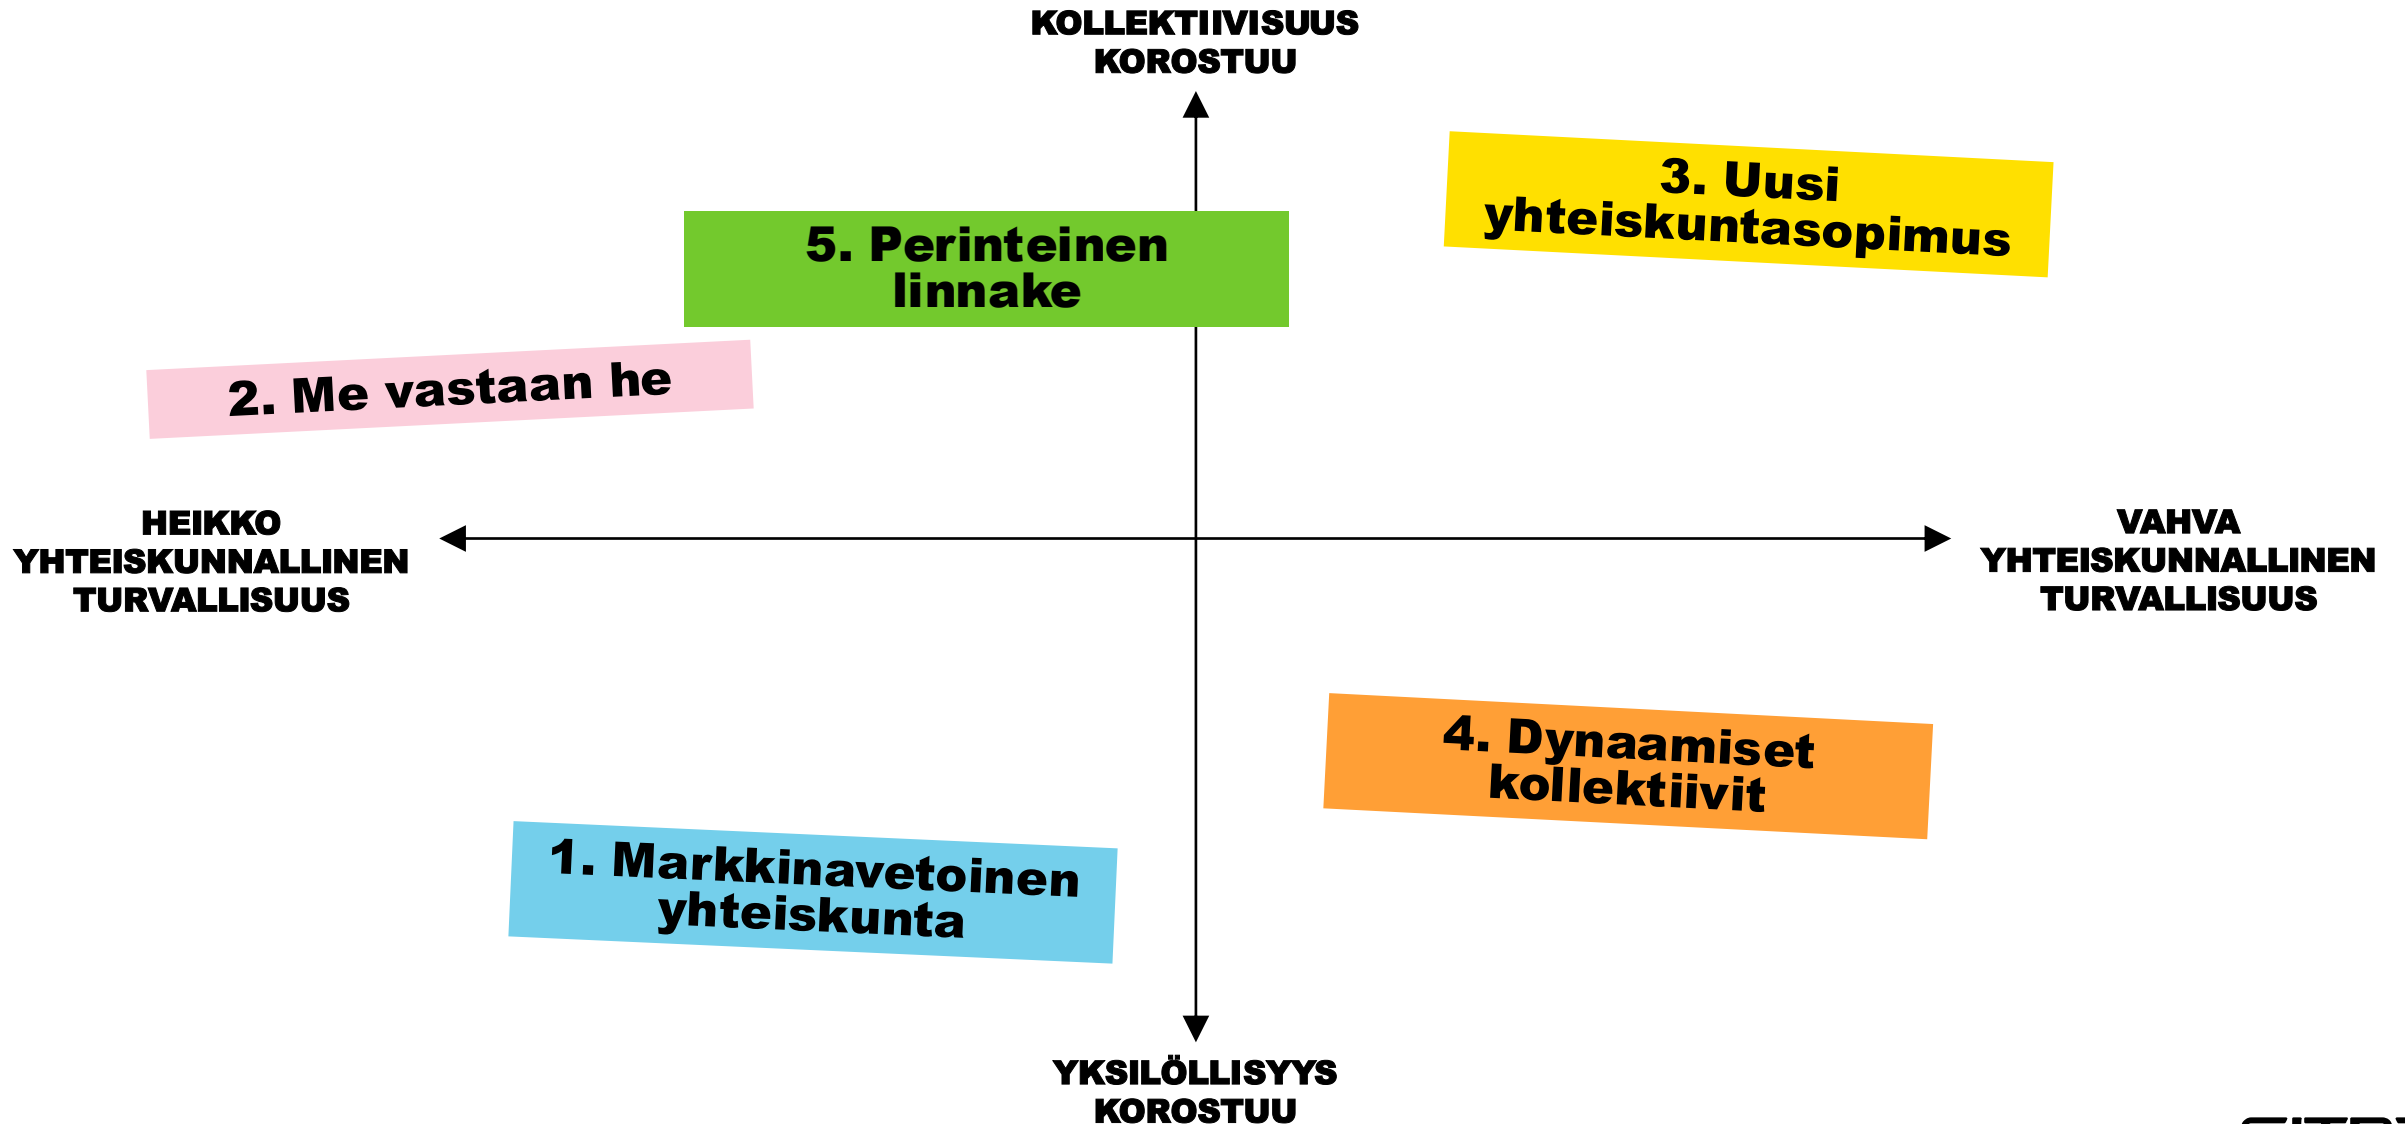 KOLLEKTIIVISUUS
KOROSTUU
3. Uusi
yhteiskuntasopimus
5. Perinteinen
linnake
2. Me vastaan he
HEIKKO
YHTEISKUNNALLINEN
TURVALLISUUS
VAHVA
YHTEISKUNNALLINEN
TURVALLISUUS
4. Dynaamiset
kollektiivit
1. Markkinavetoinen
yhteiskunta
YKSILÖLLISYYS
KOROSTUU